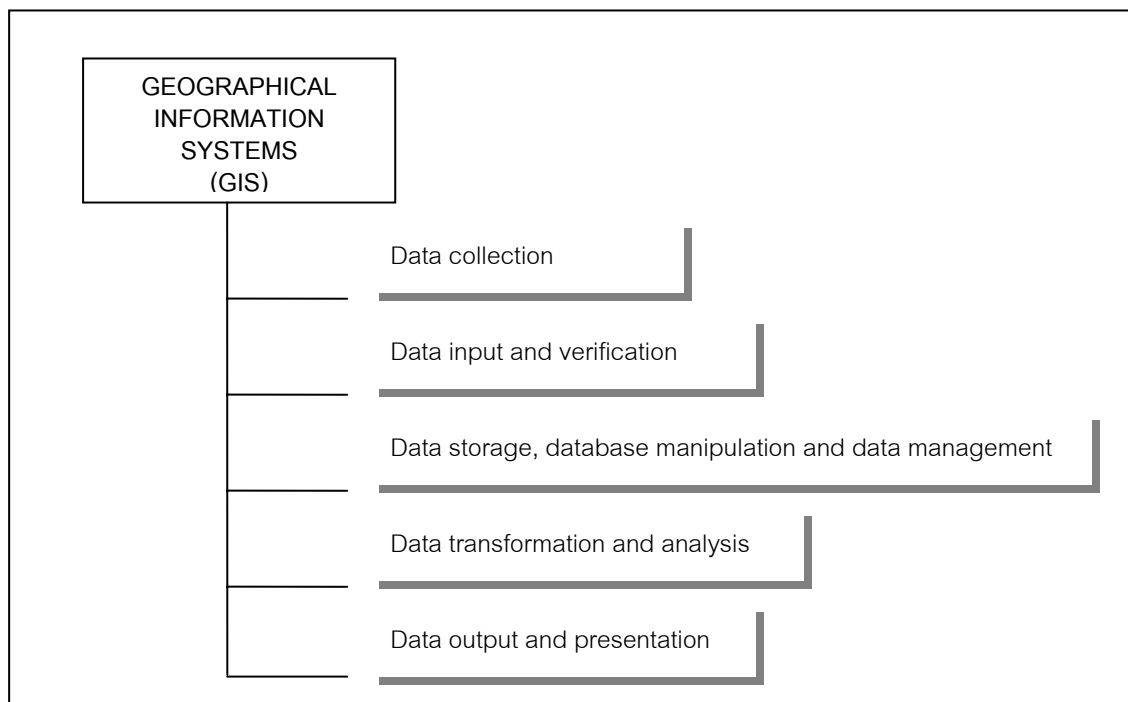 GEOGRAPHICAL
INFORMATION
SYSTEMS
(GIS)
Data collection
Data input and verification
Data storage, database manipulation and data management
Data transformation and analysis
Data output and presentation